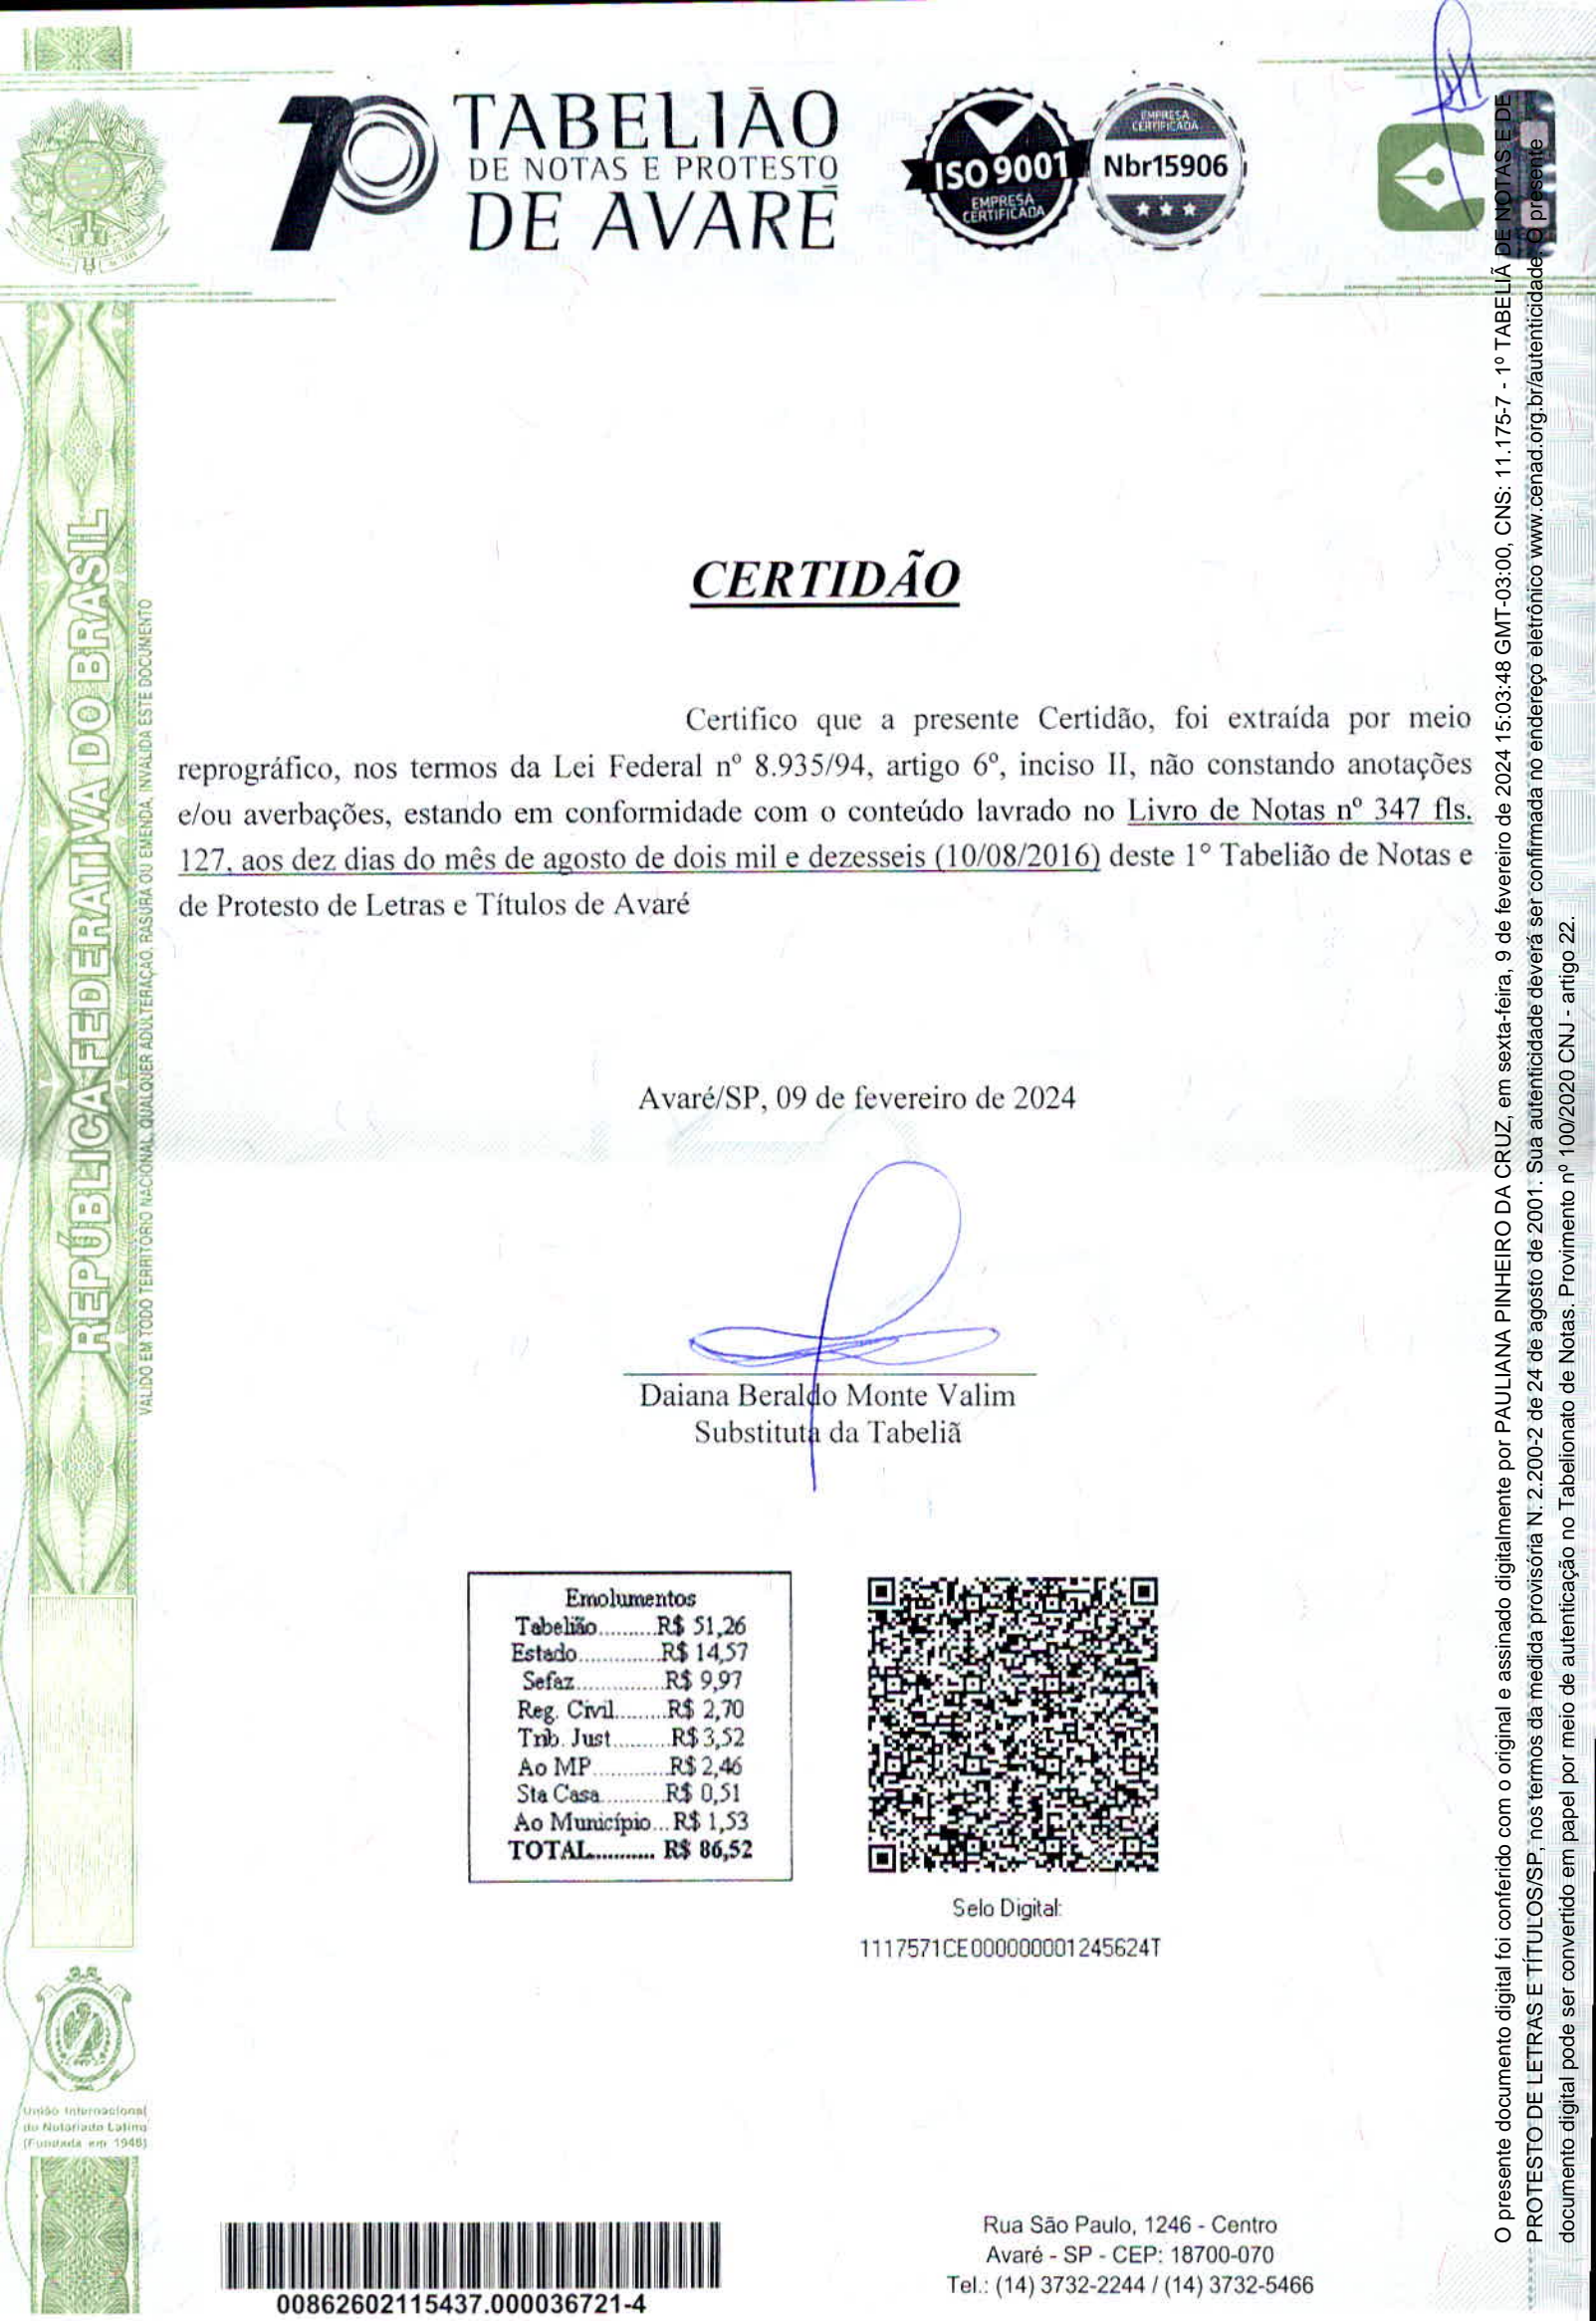 1º TABELIÃO
DE NOTAS E PROTESTO
DE AVARÉ
ISO 9001
EMPRESA
CERTIFICADA
EMPRESA
CERTIFICADA
Nbr15906
REPÚBLICA FEDERATIVA DO BRASIL
VALIDO EM TODO TERRITORIO NACIONAL, QUALQUER ADULTERAÇAO, RASURA OU EMENDA, INVALIDA ESTE DOCUMENTO
CERTIDÃO
Certifico que a presente Certidão, foi extraída por meio
reprográfico, nos termos da Lei Federal nº 8.935/94, artigo 6º, inciso II, não constando anotações
e/ou averbações, estando em conformidade com o conteúdo lavrado no Livro de Notas nº 347 fls.
127, aos dez dias do mês de agosto de dois mil e dezesseis (10/08/2016) deste 1° Tabelião de Notas e
de Protesto de Letras e Títulos de Avaré
Avaré/SP, 09 de fevereiro de 2024
Daiana Beraldo Monte Valim
Substituta da Tabeliã
Emolumentos
Tabelião.........R$ 51,26
Estado.............R$ 14,57
Sefaz..............R$ 9,97
Reg. Civil........R$ 2,70
Trib. Just.........R$ 3,52
Ao MP............R$ 2,46
Sta Casa..........R$ 0,51
Ao Município...R$ 1,53
TOTAL.......... R$ 86,52
Selo Digital:
1117571CE000000001245624T
União Internacional
do Notariado Latino
(Fundada em 1948)
00862602115437.000036721-4
Rua São Paulo, 1246 - Centro
Avaré - SP - CEP: 18700-070
Tel.: (14) 3732-2244 / (14) 3732-5466
O presente documento digital foi conferido com o original e assinado digitalmente por PAULIANA PINHEIRO DA CRUZ, em sexta-feira, 9 de fevereiro de 2024 15:03:48 GMT-03:00, CNS: 11.175-7 - 1º TABELIÃ DE NOTAS E DE
PROTESTO DE LETRAS E TÍTULOS/SP, nos termos da medida provisória N. 2.200-2 de 24 de agosto de 2001. Sua autenticidade deverá ser confirmada no endereço eletrônico www.cenad.org.br/autenticidade. O presente
documento digital pode ser convertido em papel por meio de autenticação no Tabelionato de Notas. Provimento nº 100/2020 CNJ - artigo 22.